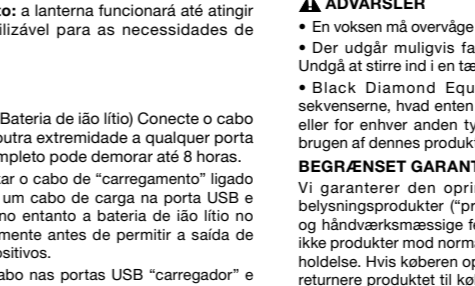 to: a lanterna funcionará até atingir
ilizável para as necessidades de
Bateria de ião lítio) Conecte o cabo
outra extremidade a qualquer porta
mpleto pode demorar até 8 horas.
ar o cabo de “carregamento” ligado
um cabo de carga na porta USB e
no entanto a bateria de ião lítio no
mente antes de permitir a saída de
ositivos.
abo nas portas USB “carregador” e
ADVARSLER
• En voksen må overvåge
• Der udgår muligvis fa
Undgå at stirre ind i en tæ
• Black Diamond Equ
sekvenserne, hvad enten
eller for enhver anden ty
brugen af dennes produkt
BEGRÆNSET GARANT
Vi garanterer den oprin
belysningsprodukter (“pr
og håndværksmæssige fe
ikke produkter mod norma
holdelse. Hvis køberen op
returnere produktet til køb